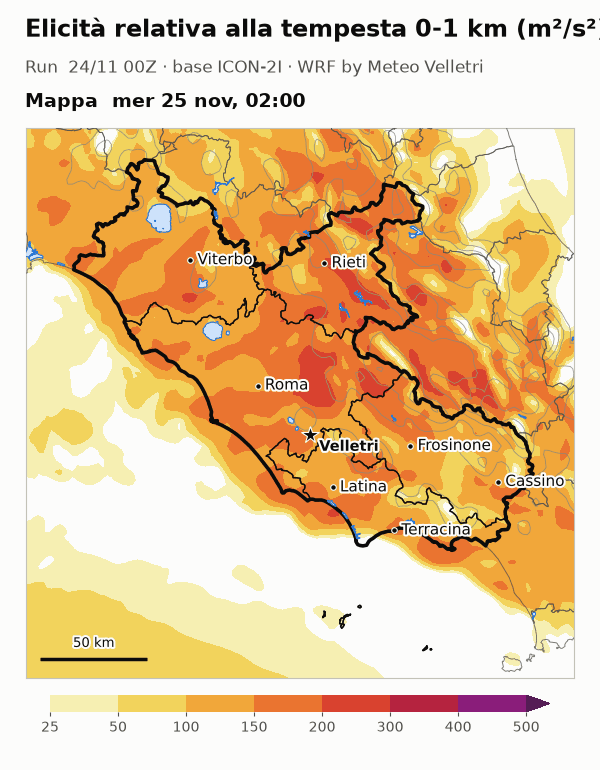 Elicità relativa alla tempesta 0-1 km (m²/s²)
Run 24/11 00Z · base ICON-2I · WRF by Meteo Velletri
Mappa mer 25 nov, 02:00
Viterbo
Rieti
Roma
Velletri
Frosinone
Cassino
Latina
Terracina
50 km
25 50 100 150 200 300 400 500